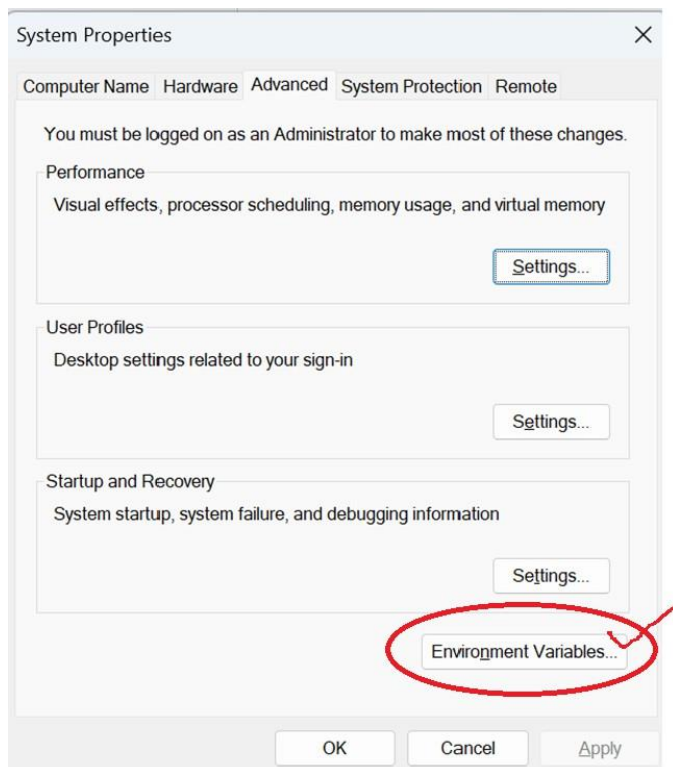 System Properties
Computer Name Hardware Advanced System Protection Remote
You must be logged on as an Administrator to make most of these changes.
Performance
Visual effects, processor scheduling, memory usage, and virtual memory
Settings...
User Profiles
Desktop settings related to your sign-in
Settings...
Startup and Recovery
System startup, system failure, and debugging information
Settings...
Environment Variables...
OK Cancel Apply